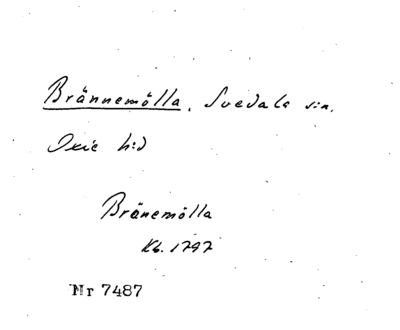 Brännemölla, Svedala sn.
Oxie h:d
Bränemölla
Kb. 1797
Nr 7487